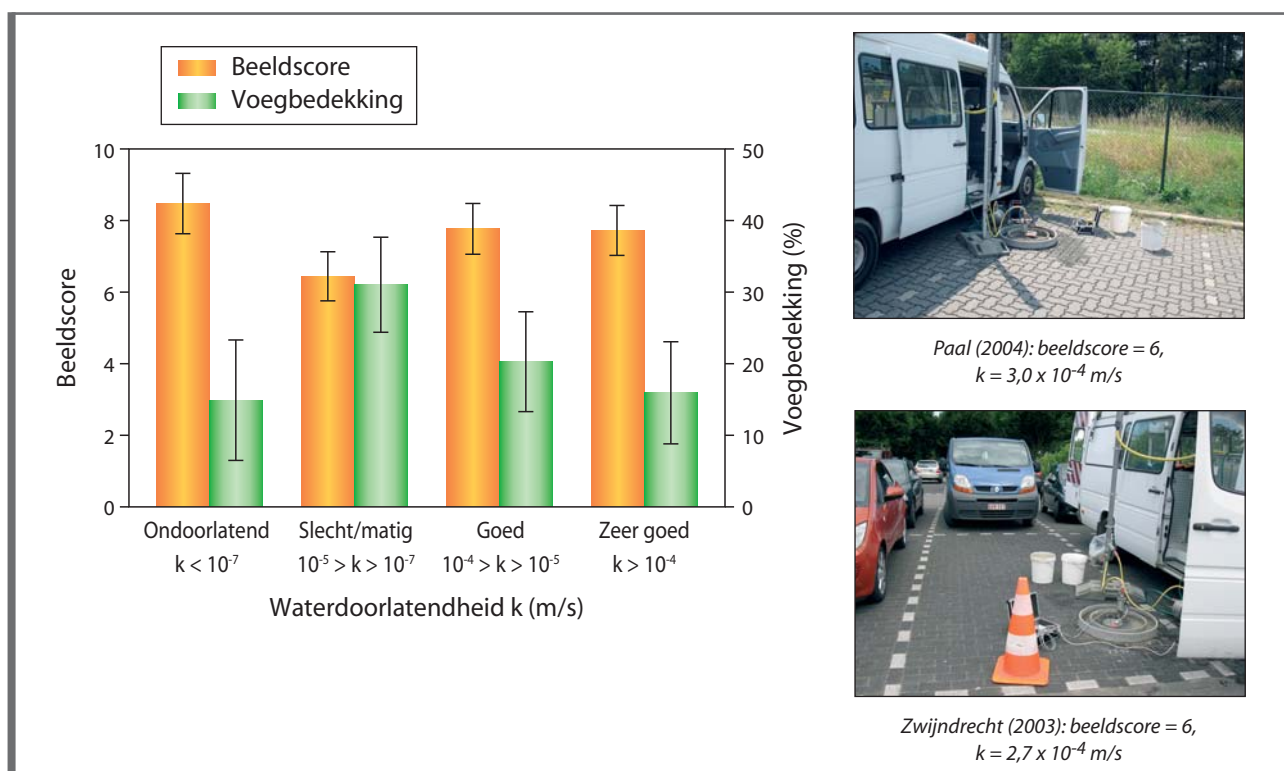 Beeldscore
Voegbedekking
10
8
6
4
2
0
Beeldscore
50
40
30
20
10
0
Voegbedekking (%)
Ondoorlatend
k < 10⁻⁷
Slecht/matig
10⁻⁵ > k > 10⁻⁷
Goed
10⁻⁴ > k > 10⁻⁵
Zeer goed
k > 10⁻⁴
Waterdoorlatendheid k (m/s)
Paal (2004): beeldscore = 6,
k = 3,0 x 10⁻⁴ m/s
Zwijndrecht (2003): beeldscore = 6,
k = 2,7 x 10⁻⁴ m/s